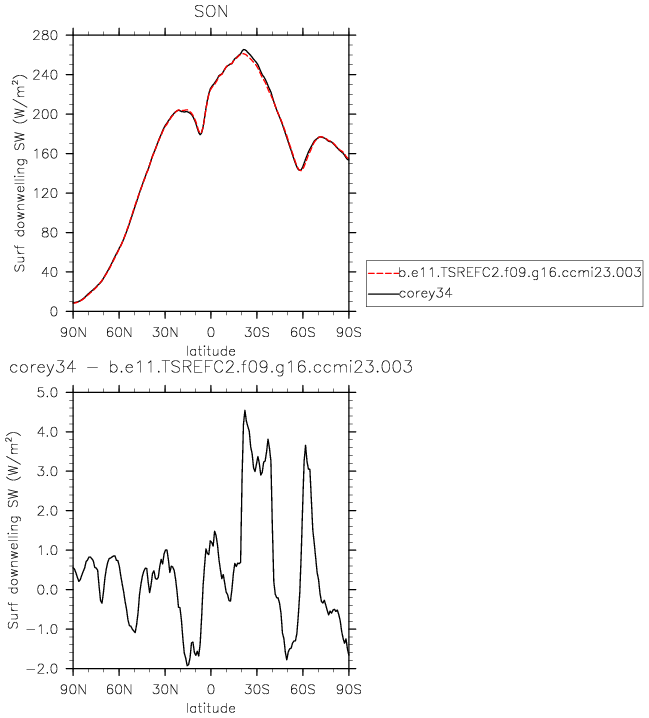 SON
Surf downwelling SW (W/m²)
280
240
200
160
120
80
40
0
90N 60N 30N 0 30S 60S 90S
latitude
b.e11.TSREFC2.f09.g16.ccmi23.003
corey34
corey34 − b.e11.TSREFC2.f09.g16.ccmi23.003
Surf downwelling SW (W/m²)
5.0
4.0
3.0
2.0
1.0
0.0
−1.0
−2.0
90N 60N 30N 0 30S 60S 90S
latitude